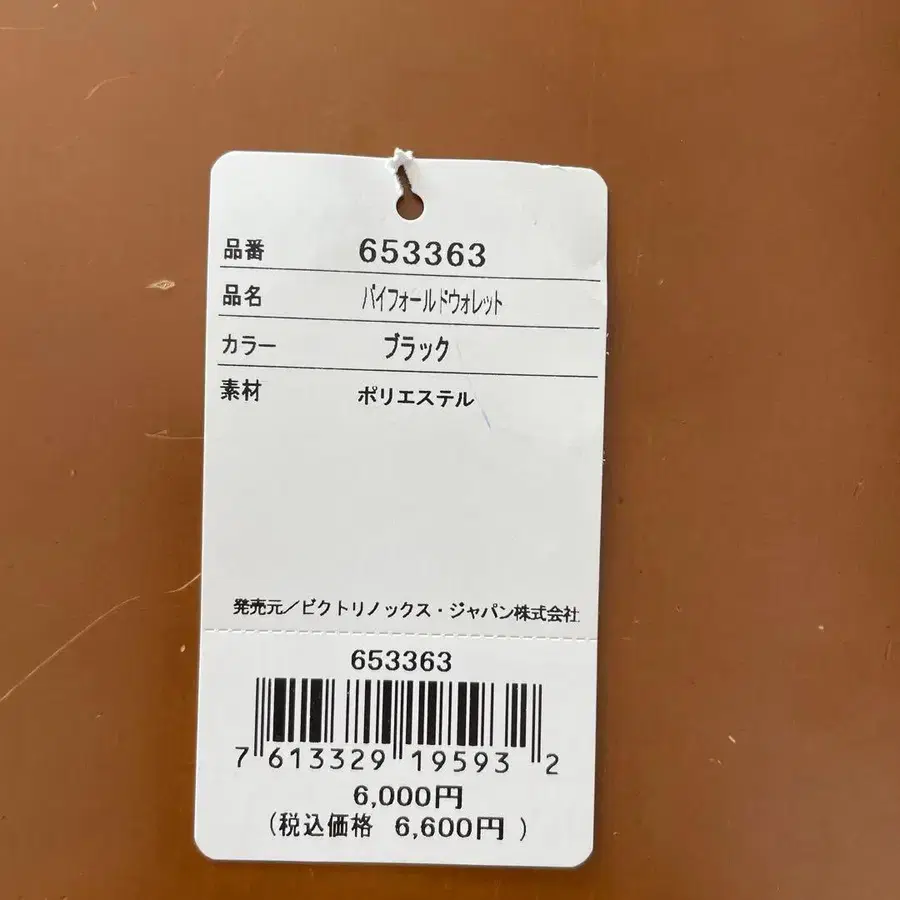 品番 653363
品名 バイフォールドウォレット
カラー ブラック
素材 ポリエステル
発売元／ビクトリノックス・ジャパン株式会社
653363
7 613329 19593 2
6,000円
(税込価格 6,600円 )